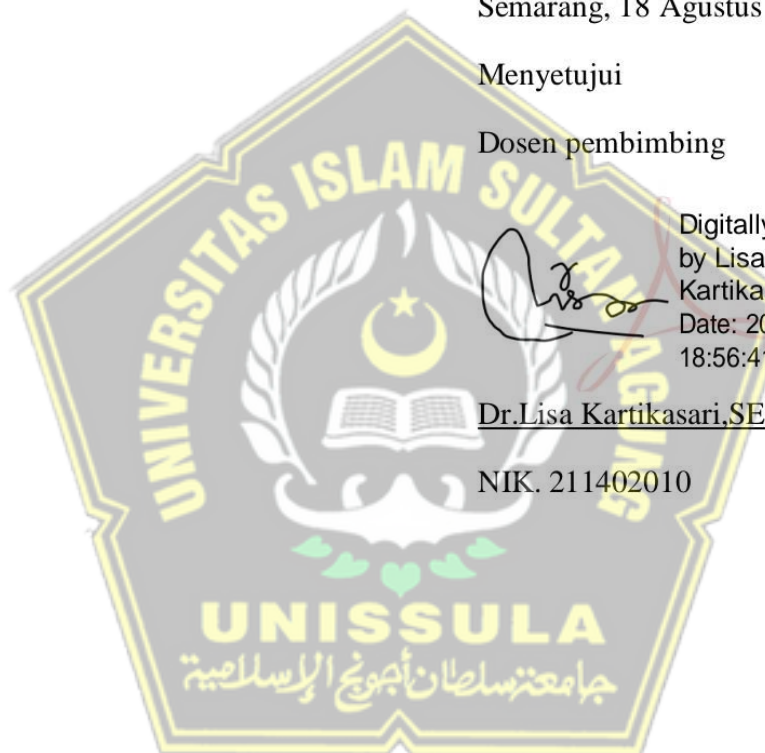 Semarang, 18 Agustus
Menyetujui
Dosen pembimbing
Digitally
by Lisa
Kartika
Date: 20
18:56:41
Dr.Lisa Kartikasari,SE
NIK. 211402010
UNIVERSITAS ISLAM SULTAN AGUNG
UNISSULA
جامعة سلطان أجونج الإسلامية